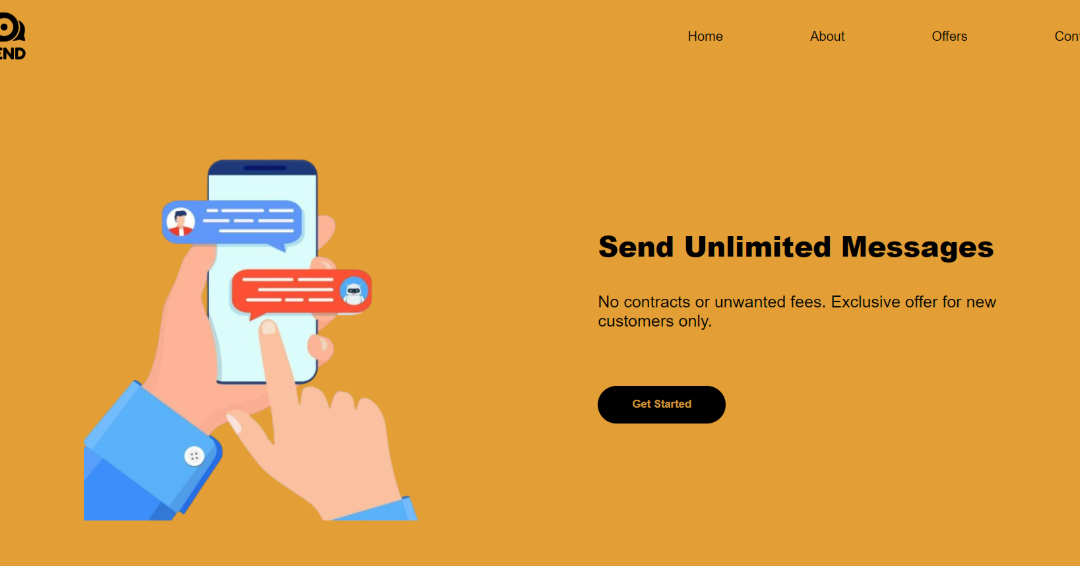 END
Home About Offers Con
Send Unlimited Messages
No contracts or unwanted fees. Exclusive offer for new
customers only.
Get Started